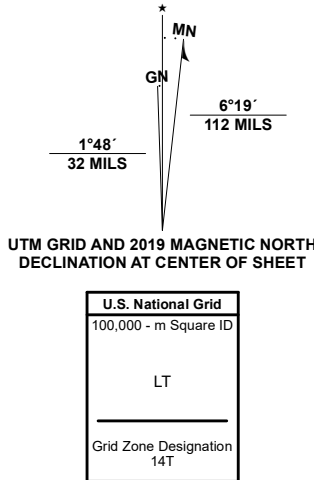 ★
MN
GN
6°19´
112 MILS
1°48´
32 MILS
UTM GRID AND 2019 MAGNETIC NORTH
DECLINATION AT CENTER OF SHEET
U.S. National Grid
100,000 - m Square ID
LT
Grid Zone Designation
14T